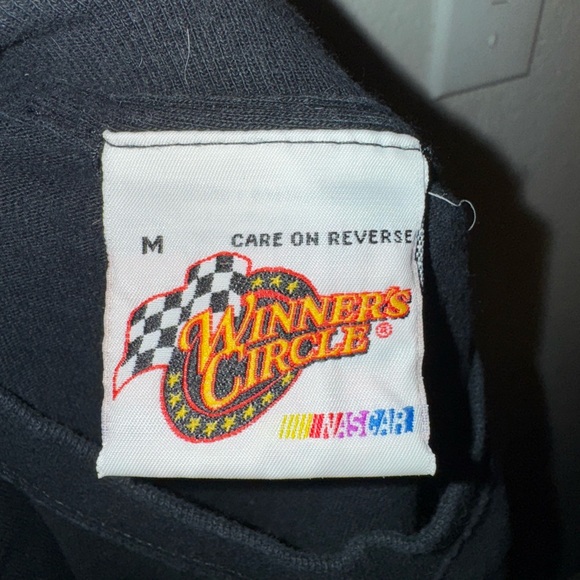 M CARE ON REVERSE
WINNER'S
CIRCLE ®
NASCAR